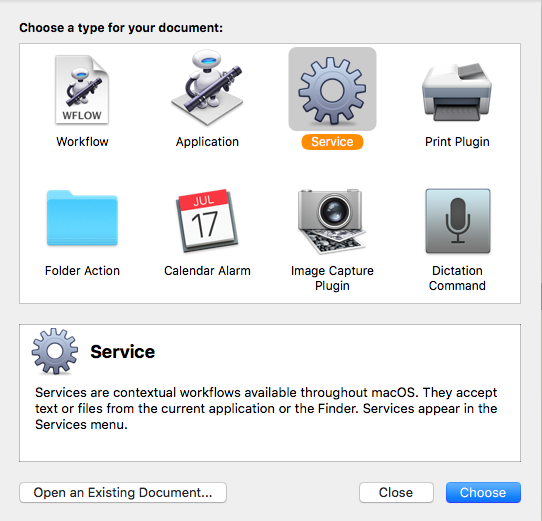 Choose a type for your document:
WFLOW
Workflow
Application
Service
Print Plugin
Folder Action
JUL
17
Calendar Alarm
Image Capture
Plugin
Dictation
Command
Service
Services are contextual workflows available throughout macOS. They accept
text or files from the current application or the Finder. Services appear in the
Services menu.
Open an Existing Document...
Close
Choose